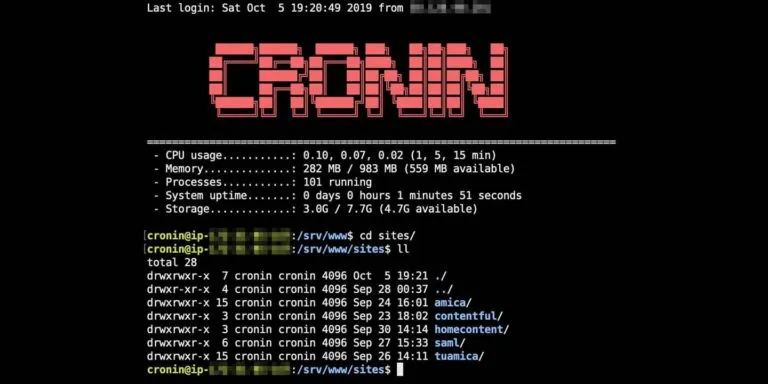 Last login: Sat Oct  5 19:20:49 2019 from
CRONIN
- CPU usage...........: 0.10, 0.07, 0.02 (1, 5, 15 min)
- Memory..............: 282 MB / 983 MB (559 MB available)
- Processes...........: 101 running
- System uptime.......: 0 days 0 hours 1 minutes 51 seconds
- Storage.............: 3.0G / 7.7G (4.7G available)
[cronin@ip-:/srv/www$ cd sites/
[cronin@ip-:/srv/www/sites$ ll
total 28
drwxrwxr-x  7 cronin cronin 4096 Oct  5 19:21 ./
drwxrwxr-x  4 cronin cronin 4096 Sep 28 00:37 ../
drwxrwxr-x 15 cronin cronin 4096 Sep 24 16:01 amica/
drwxrwxr-x  3 cronin cronin 4096 Sep 23 18:02 contentful/
drwxrwxr-x  3 cronin cronin 4096 Sep 30 14:14 homecontent/
drwxrwxr-x  6 cronin cronin 4096 Sep 27 15:33 saml/
drwxrwxr-x 15 cronin cronin 4096 Sep 26 14:11 tuamica/
cronin@ip-:/srv/www/sites$